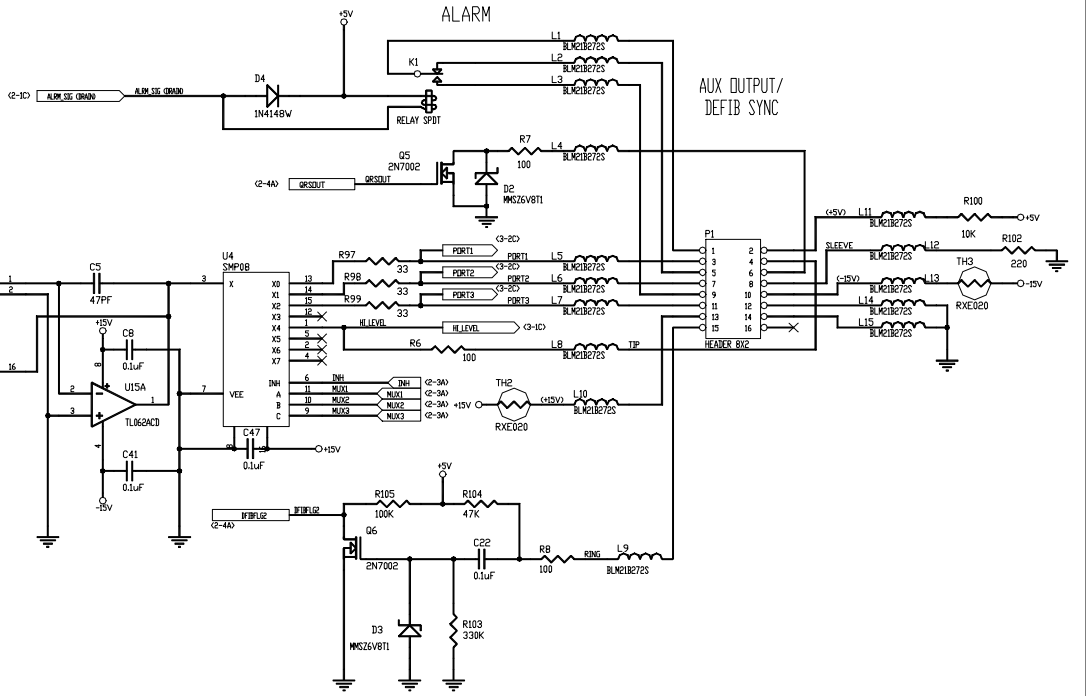 ALARM
+5V
L1
BLM21B272S
K1
L2
BLM21B272S
L3
BLM21B272S
AUX OUTPUT/
DEFIB SYNC
D4
(2-1C) ALRM_SIG (DRAIN) ALRM_SIG (DRAIN)
1N4148W
RELAY SPDT
R7
100
L4
BLM21B272S
Q5
2N7002
(2-4A) QRSOUT QRSOUT
D2
MMSZ6V8T1
P1
(+5V) L11
BLM21B272S
R100
10K
+5V
SLEEVE L12
BLM21B272S
R102
220
(-15V) L13
BLM21B272S
TH3
RXE020
-15V
L14
BLM21B272S
L15
BLM21B272S
1 2
3 4
5 6
7 8
9 10
11 12
13 14
15 16
HEADER 8X2
U4
SMP08
R97
33
PORT1 (3-2C)
PORT1 L5
BLM21B272S
R98
33
PORT2 (3-2C)
PORT2 L6
BLM21B272S
R99
33
PORT3 (3-2C)
PORT3 L7
BLM21B272S
HI_LEVEL HI_LEVEL (3-1C)
R6
100
L8 TIP
BLM21B272S
3 X X0 13
X1 14
X2 15
X3 12
X4 1
X5 5
X6 2
X7 4
INH 6 INH INH (2-3A)
7 VEE A 11 MUX1 MUX1 (2-3A)
B 10 MUX2 MUX2 (2-3A)
C 9 MUX3 MUX3 (2-3A)
8 16
C47
0.1uF
+15V
TH2
+15V (+15V) L10
RXE020
BLM21B272S
1
2
16
C5
47PF
+15V
C8
0.1uF
8
2
3
1
4
U15A
TL062ACD
C41
0.1uF
-15V
+5V
R105
100K
R104
47K
DFIBFLG2 DFIBFLG2
(2-4A)
Q6
2N7002
C22
0.1uF
R8
100
RING L9
BLM21B272S
D3
MMSZ6V8T1
R103
330K